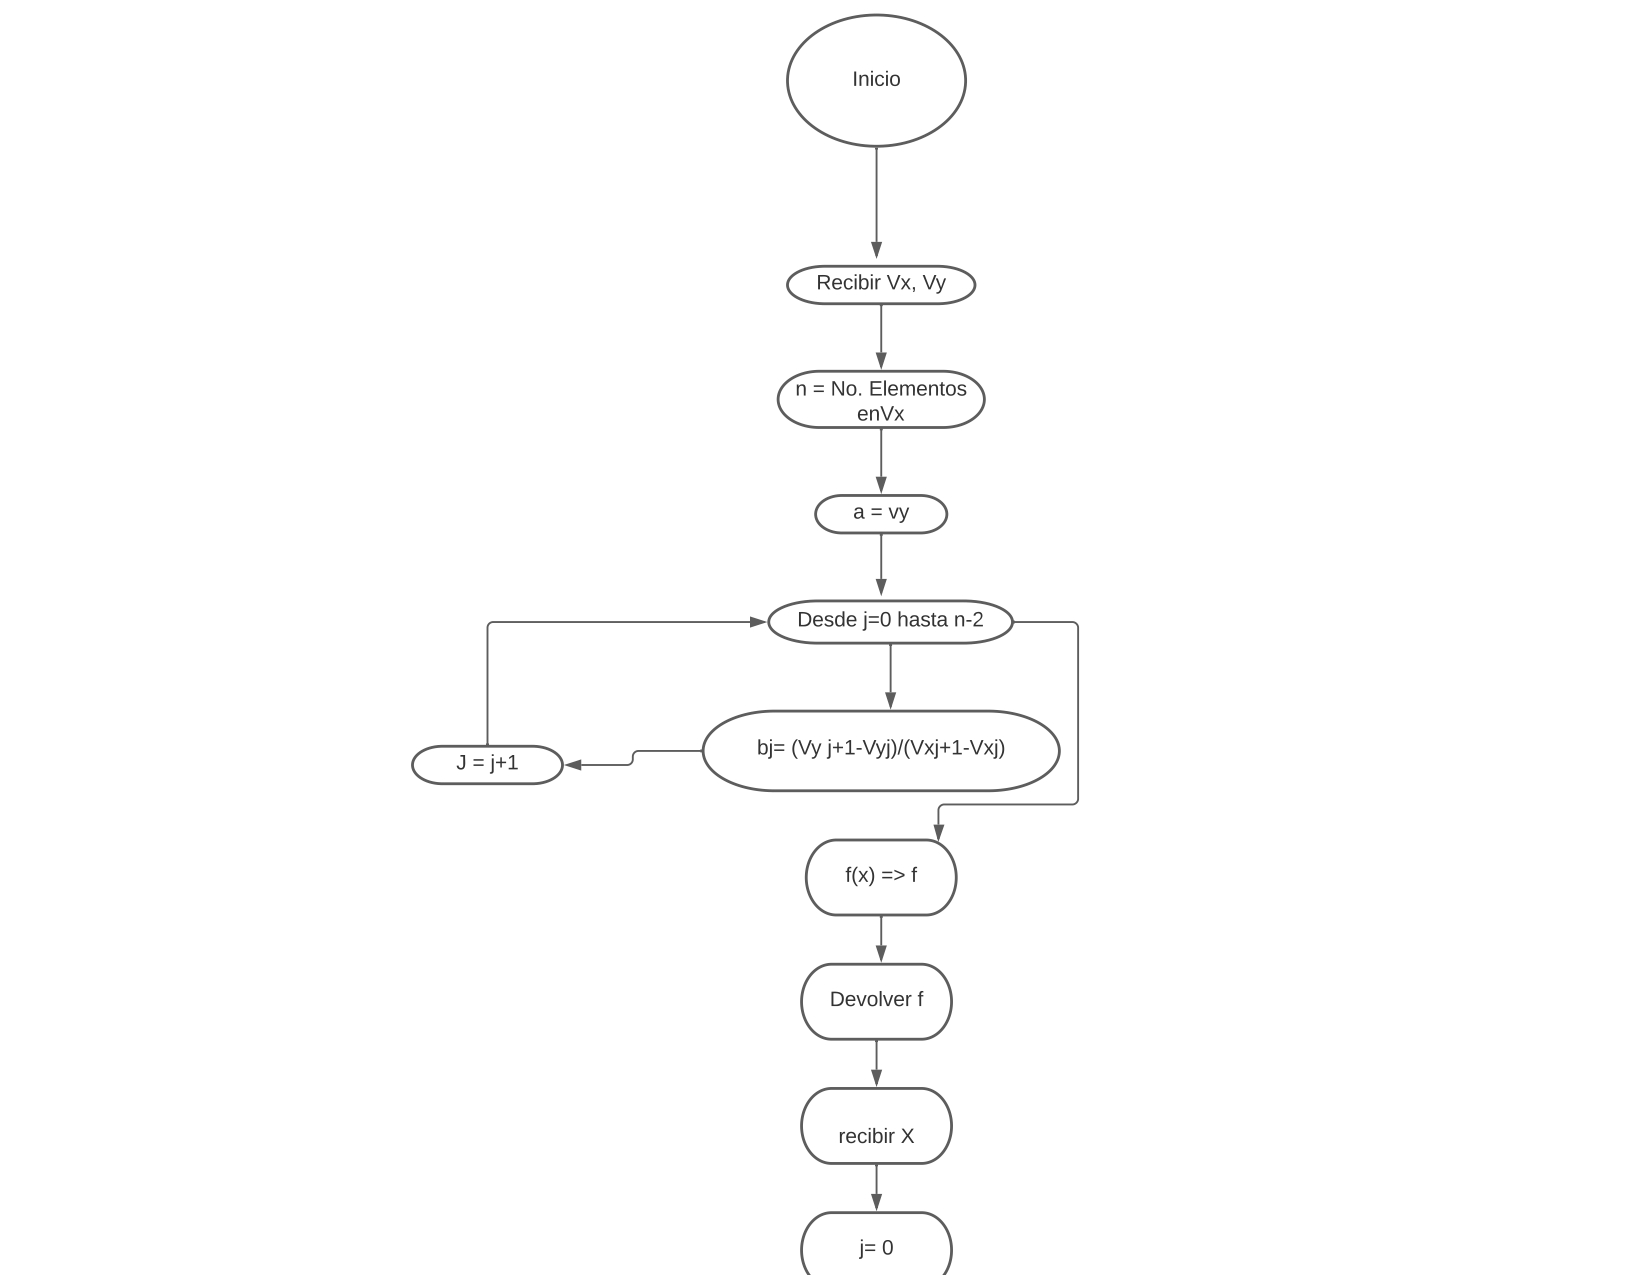 Inicio
Recibir Vx, Vy
n = No. Elementos
enVx
a = vy
Desde j=0 hasta n-2
bj= (Vy j+1-Vyj)/(Vxj+1-Vxj)
J = j+1
f(x) => f
Devolver f
recibir X
j= 0